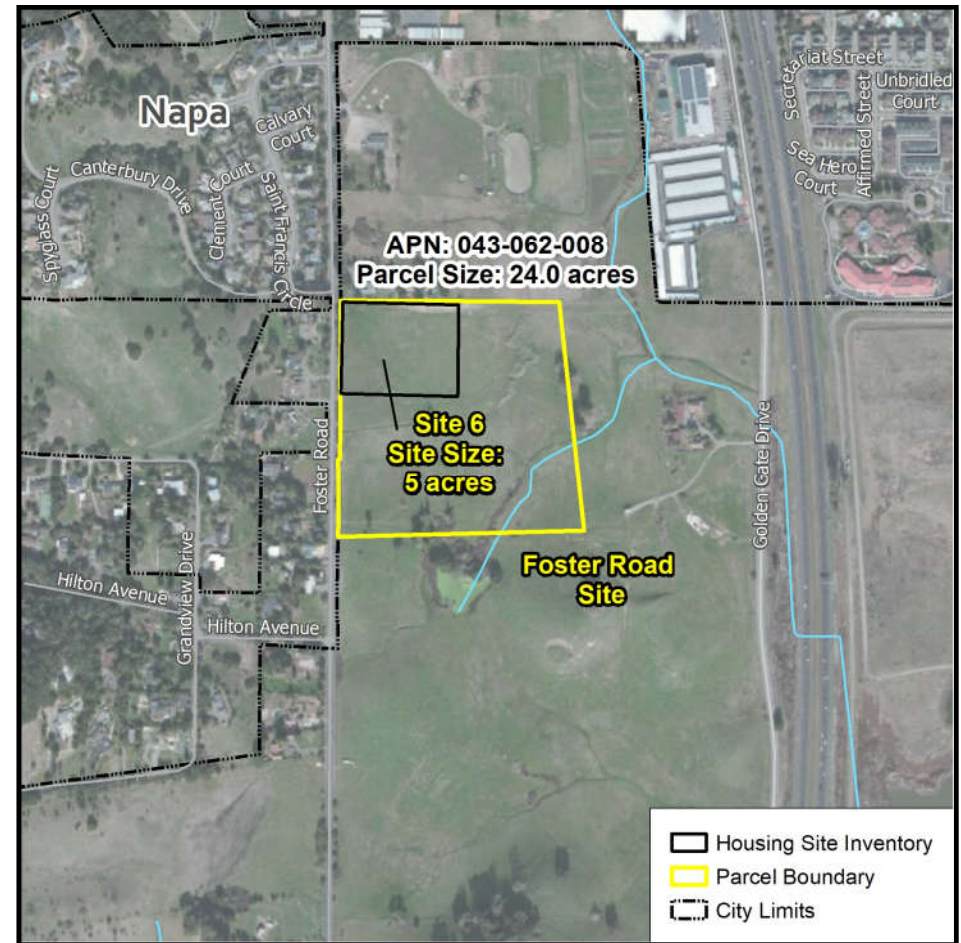 Napa
Calvary
Court
Canterbury Drive
Clement Court
Saint Francis Circle
Spyglass Court
Secretariat Street
Unbridled
Court
Affirmed Street
Sea Hero
Court
APN: 043-062-008
Parcel Size: 24.0 acres
Site 6
Site Size:
5 acres
Foster Road
Golden Gate Drive
Foster Road
Site
Grandview Drive
Hilton Avenue
Hilton Avenue
Housing Site Inventory
Parcel Boundary
City Limits